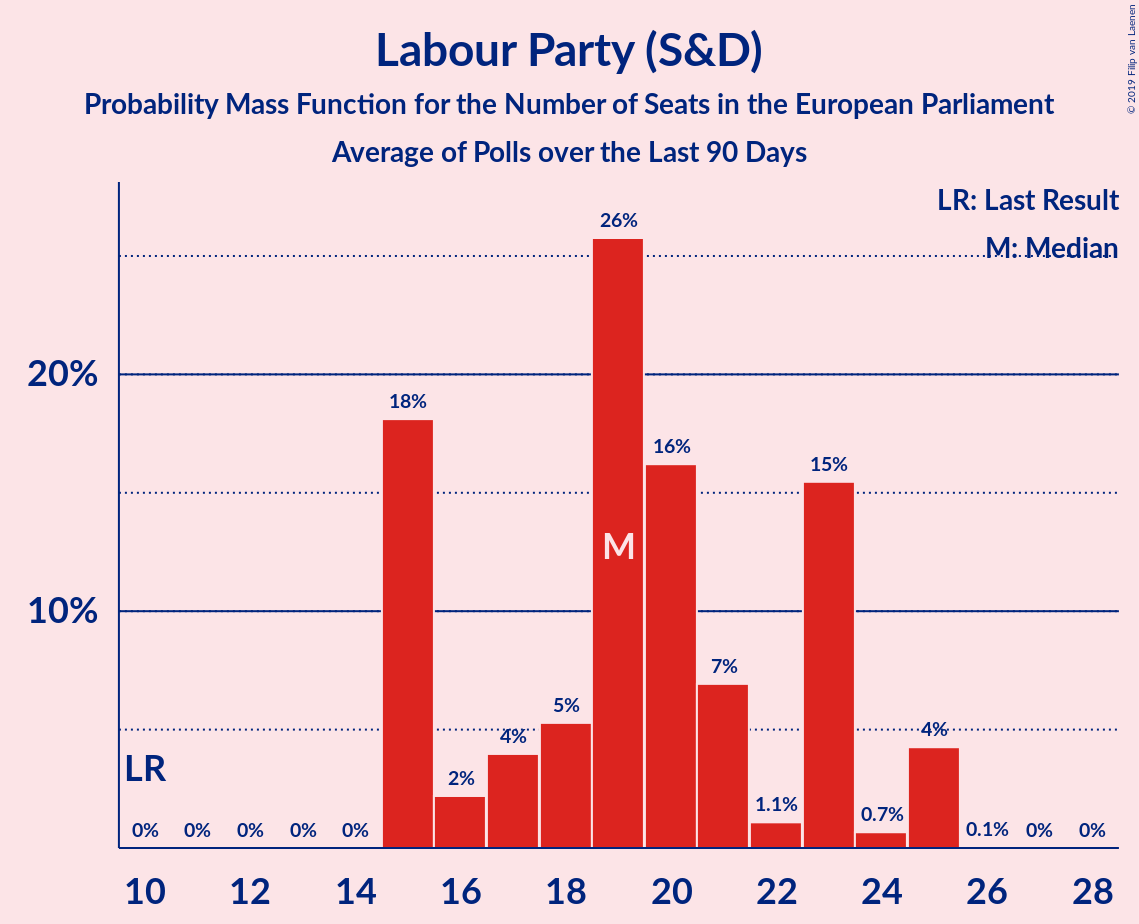 Labour Party (S&D)
Probability Mass Function for the Number of Seats in the European Parliament
Average of Polls over the Last 90 Days
© 2019 Filip van Laenen
LR: Last Result
M: Median
20%
10%
LR
M
0%
0%
0%
0%
0%
18%
2%
4%
5%
26%
16%
7%
1.1%
15%
0.7%
4%
0.1%
0%
0%
10 12 14 16 18 20 22 24 26 28